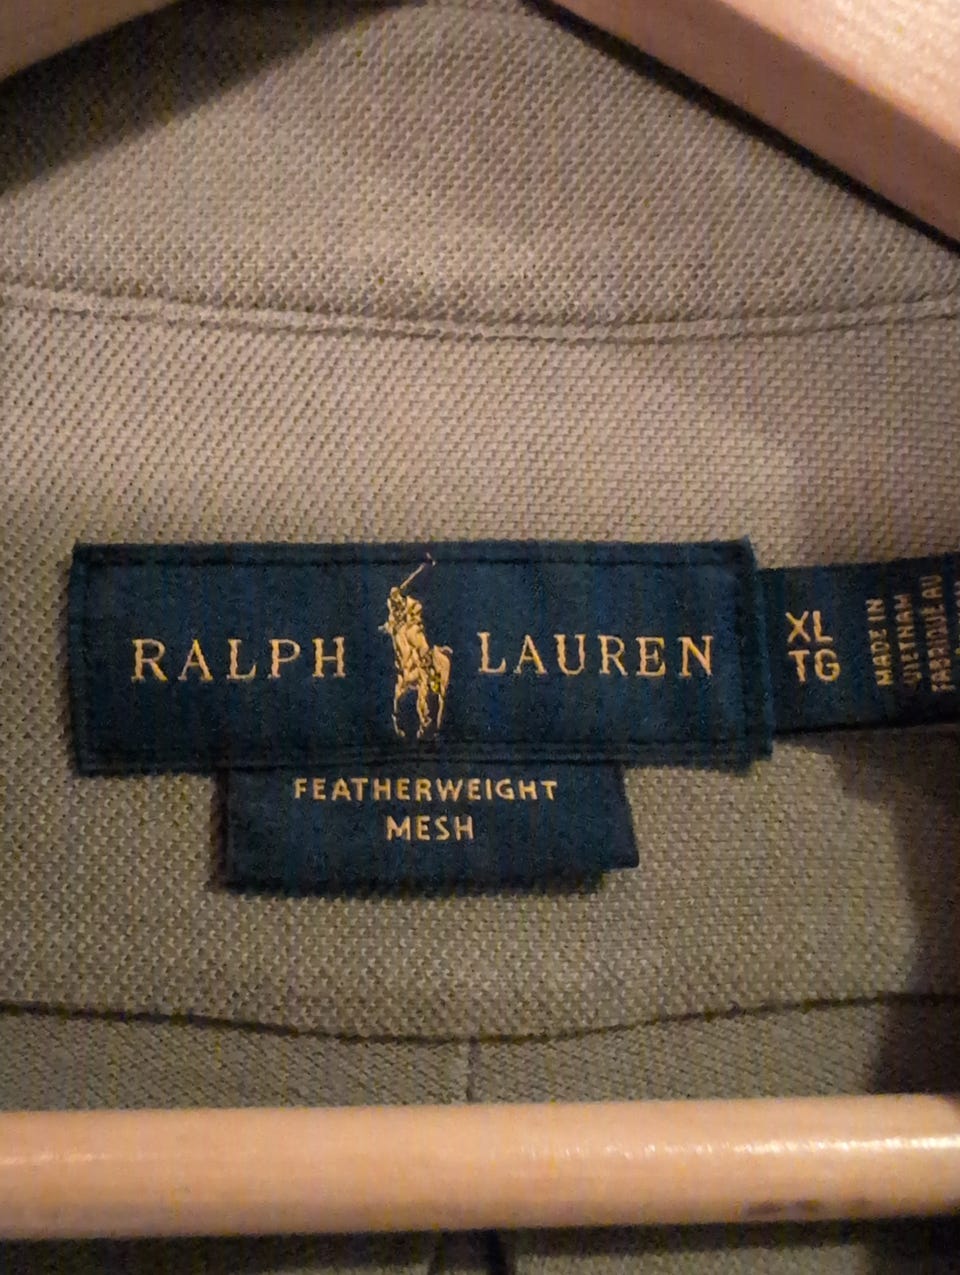 RALPH LAUREN
FEATHERWEIGHT
MESH
XL
TG
MADE IN
VIETNAM
FABRIQUE AU